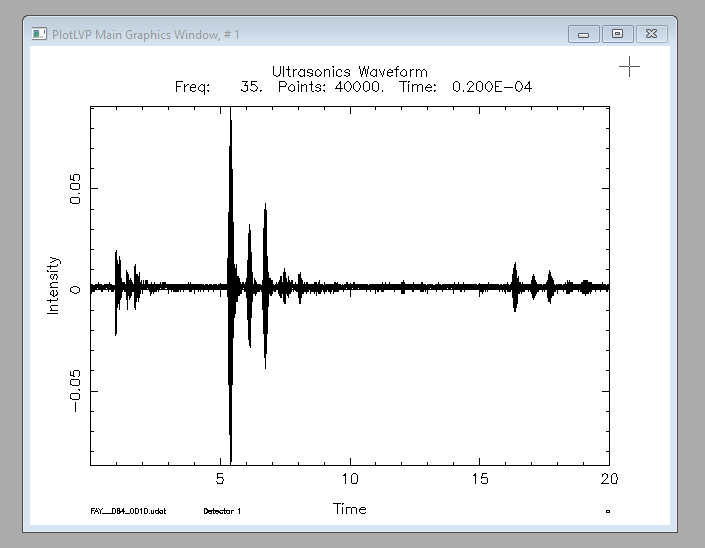 PlotLVP Main Graphics Window, # 1
Ultrasonics Waveform
Freq: 35. Points: 40000. Time: 0.200E-04
0.05
Intensity
0
-0.05
5 10 15 20
Time
FAY__084_001D.udat Detector 1